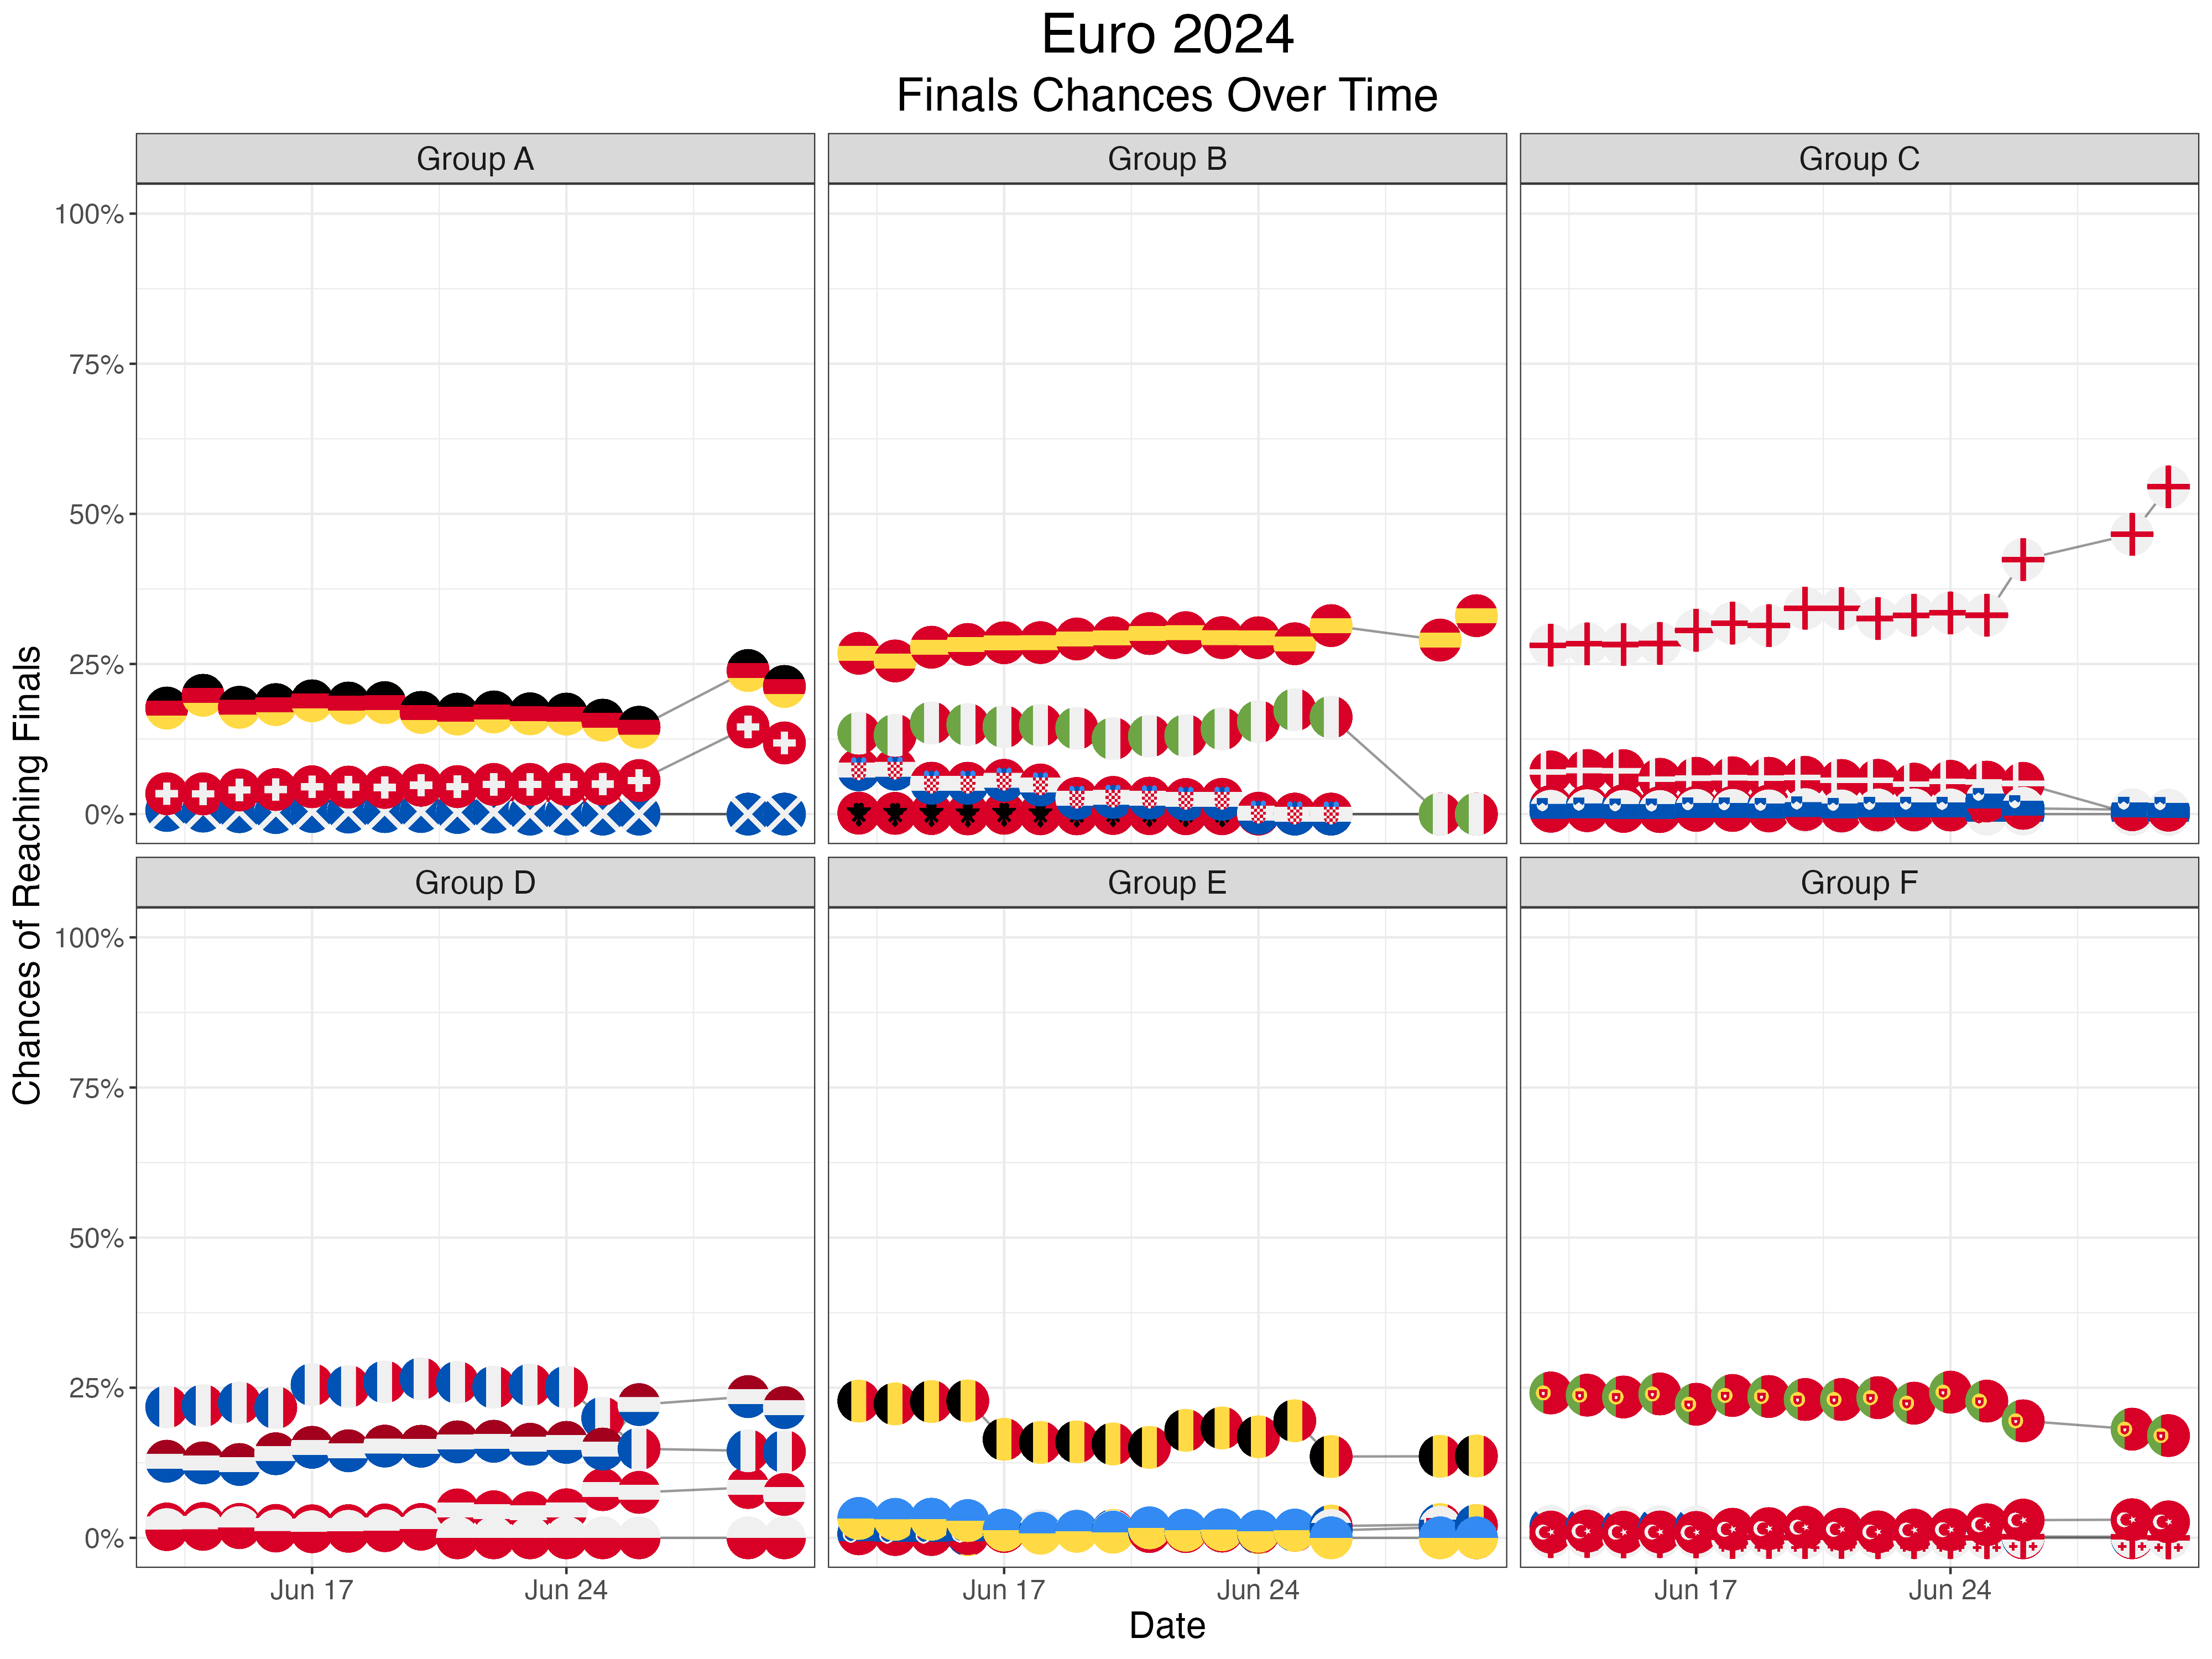 Euro 2024
Finals Chances Over Time
Group A
Group B
Group C
100%
75%
50%
25%
0%
Group D
Group E
Group F
100%
75%
50%
25%
0%
Jun 17
Jun 24
Jun 17
Jun 24
Jun 17
Jun 24
Date
Chances of Reaching Finals